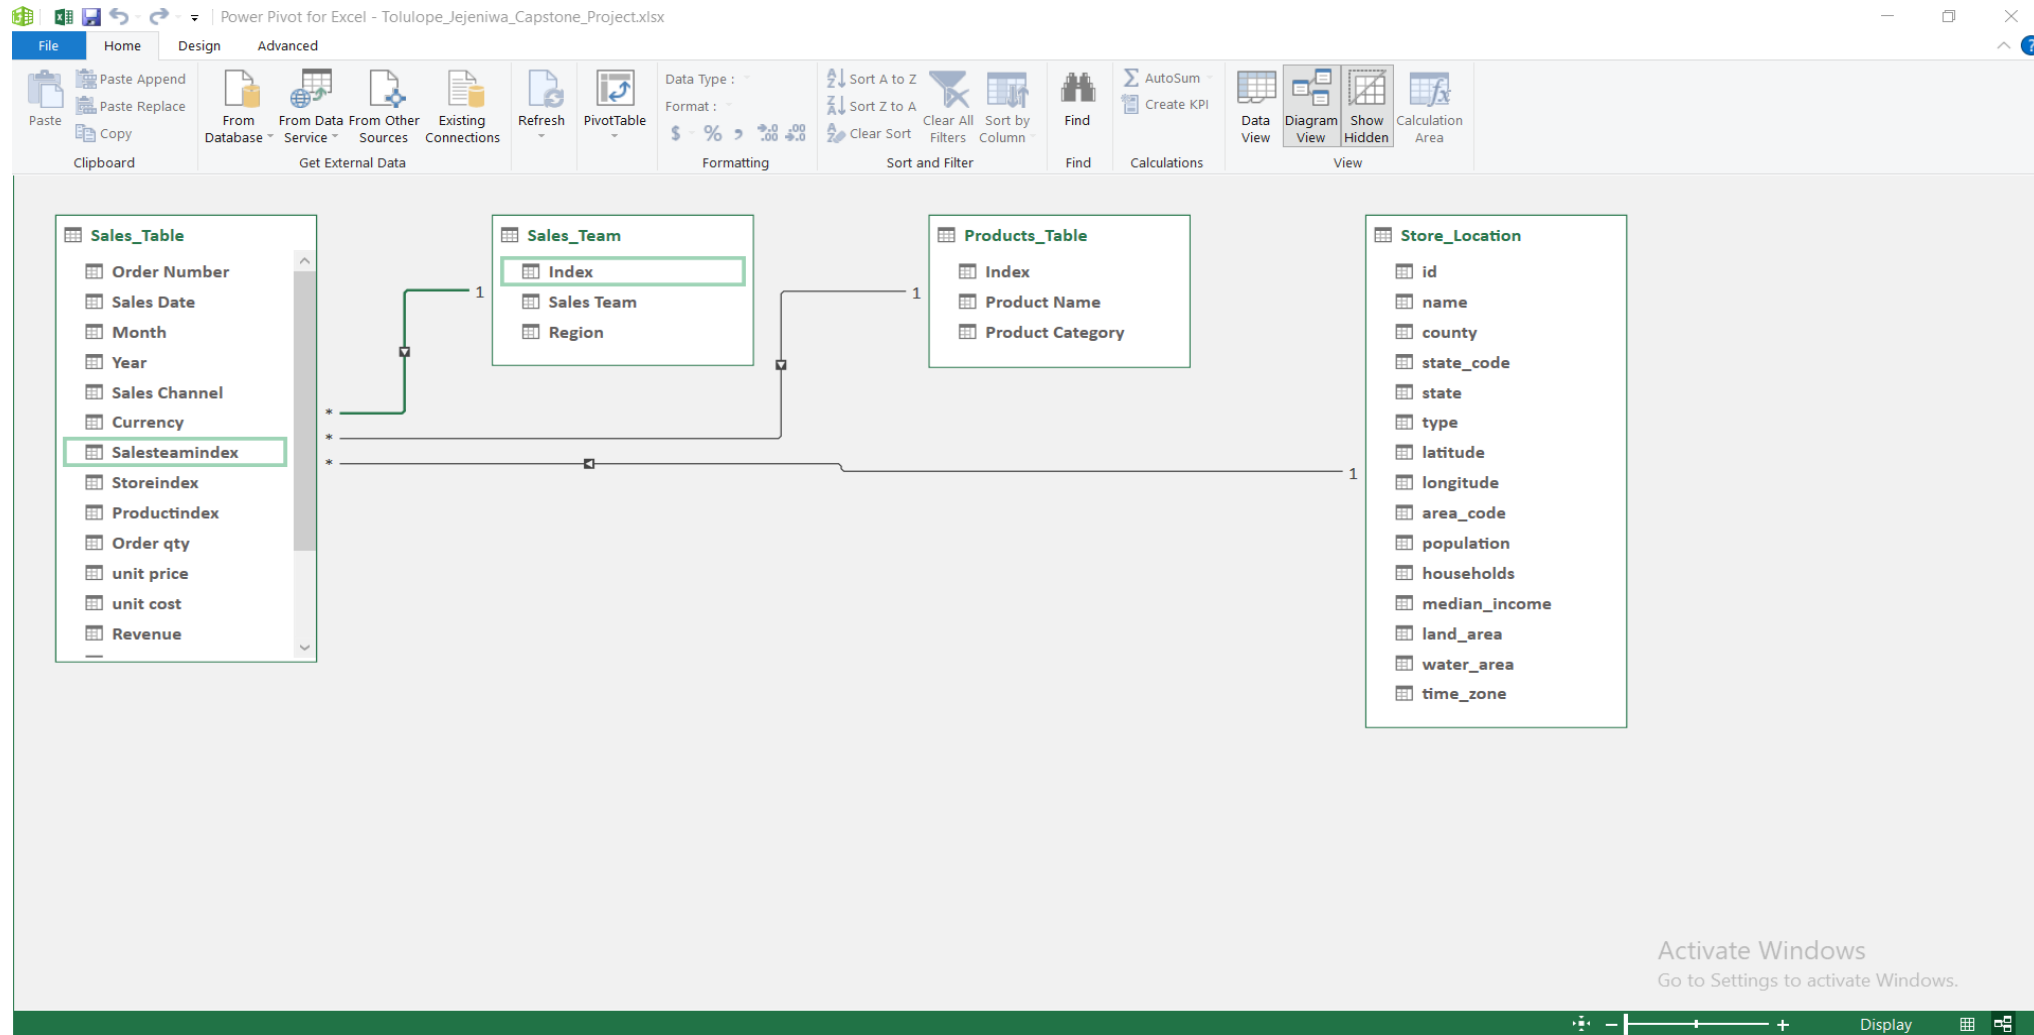 Power Pivot for Excel - Tolulope_Jejeniwa_Capstone_Project.xlsx
File Home Design Advanced
?
Paste
Paste Append
Paste Replace
Copy
Clipboard
From Database
From Data Service
From Other Sources
Existing Connections
Get External Data
Refresh
PivotTable
Data Type :
Format :
$ % , .00 .0
Formatting
Sort A to Z
Sort Z to A
Clear Sort
Clear All Filters
Sort by Column
Sort and Filter
Find
Find
AutoSum
Create KPI
Calculations
Data View
Diagram View
Show Hidden
Calculation Area
View
Sales_Table
Order Number
Sales Date
Month
Year
Sales Channel
Currency
Salesteamindex
Storeindex
Productindex
Order qty
unit price
unit cost
Revenue
*
*
*
1
Sales_Team
Index
Sales Team
Region
1
Products_Table
Index
Product Name
Product Category
1
Store_Location
id
name
county
state_code
state
type
latitude
longitude
area_code
population
households
median_income
land_area
water_area
time_zone
Activate Windows
Go to Settings to activate Windows.
Display